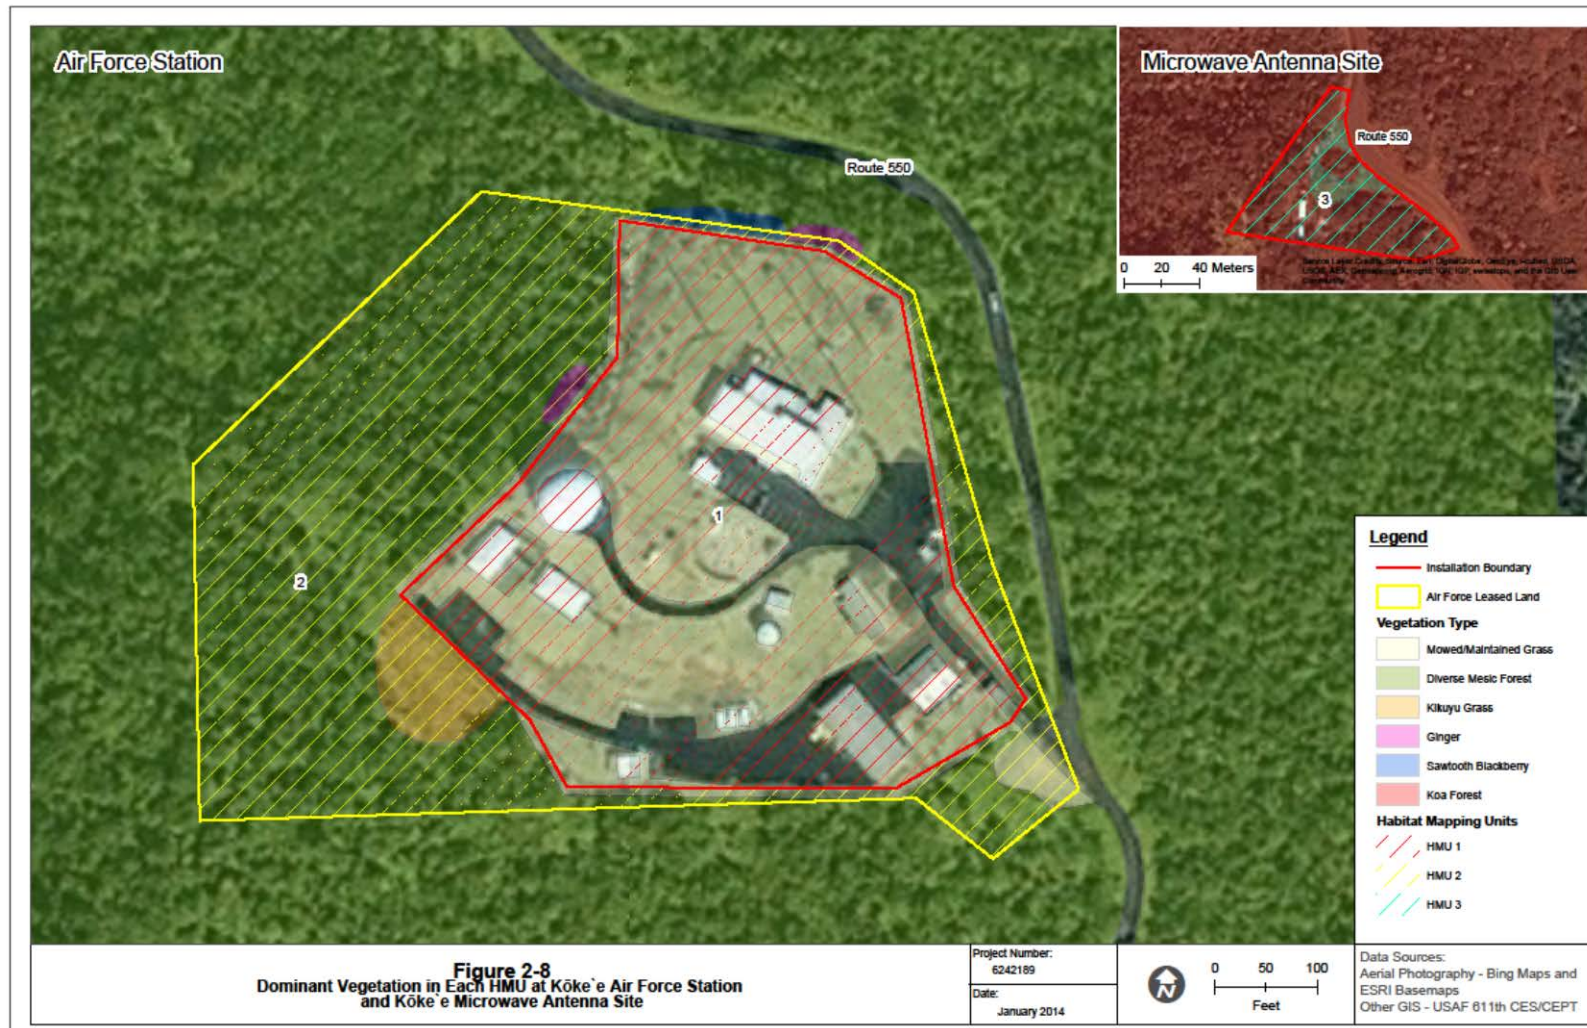 Air Force Station
Route 550
Microwave Antenna Site
Route 550
3
0 20 40 Meters
Community
1
2
Legend
Installation Boundary
Air Force Leased Land
Vegetation Type
Mowed/Maintained Grass
Diverse Mesic Forest
Kikuyu Grass
Ginger
Sawtooth Blackberry
Koa Forest
Habitat Mapping Units
HMU 1
HMU 2
HMU 3
Figure 2-8
Dominant Vegetation in Each HMU at Kōke`e Air Force Station
and Kōke`e Microwave Antenna Site
Project Number:
6242189
Date:
January 2014
N
0 50 100
Feet
Data Sources:
Aerial Photography - Bing Maps and
ESRI Basemaps
Other GIS - USAF 611th CES/CEPT